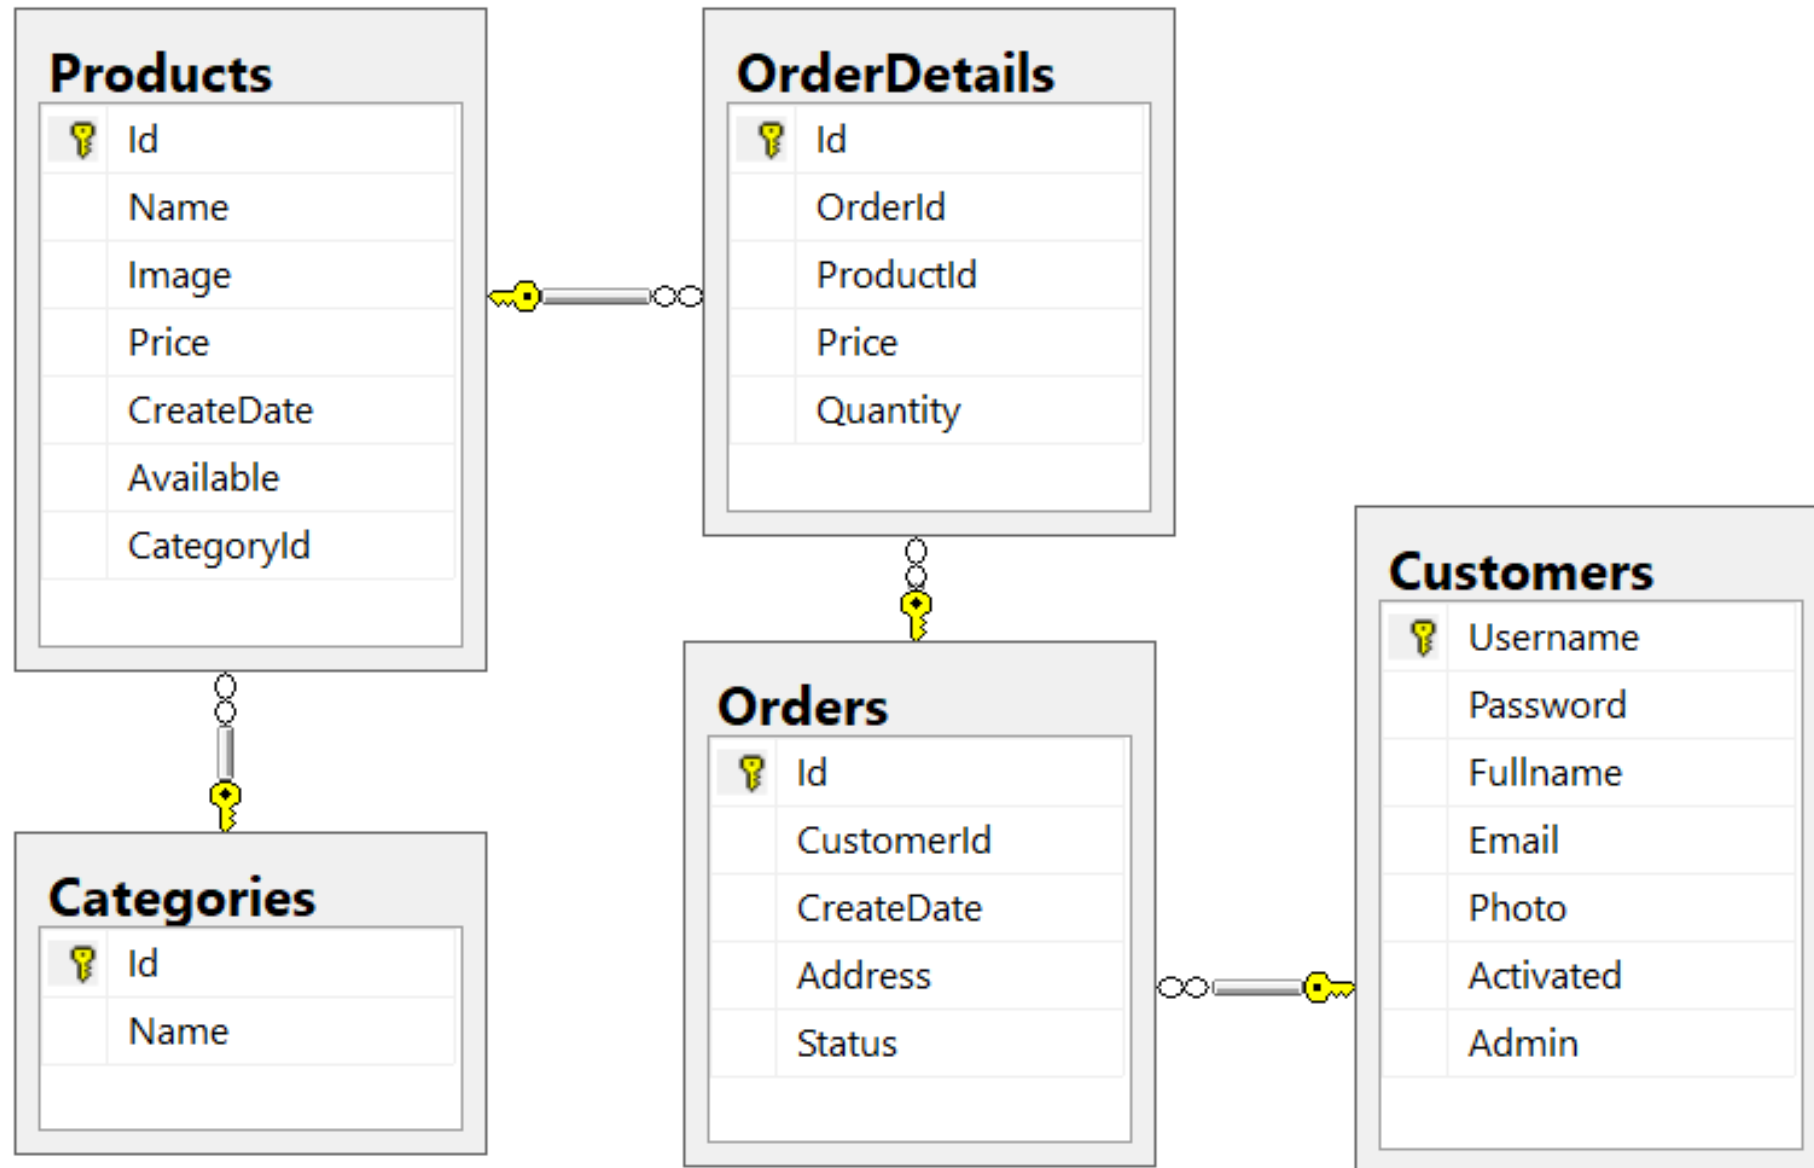 Products
Id
Name
Image
Price
CreateDate
Available
CategoryId
OrderDetails
Id
OrderId
ProductId
Price
Quantity
Categories
Id
Name
Orders
Id
CustomerId
CreateDate
Address
Status
Customers
Username
Password
Fullname
Email
Photo
Activated
Admin